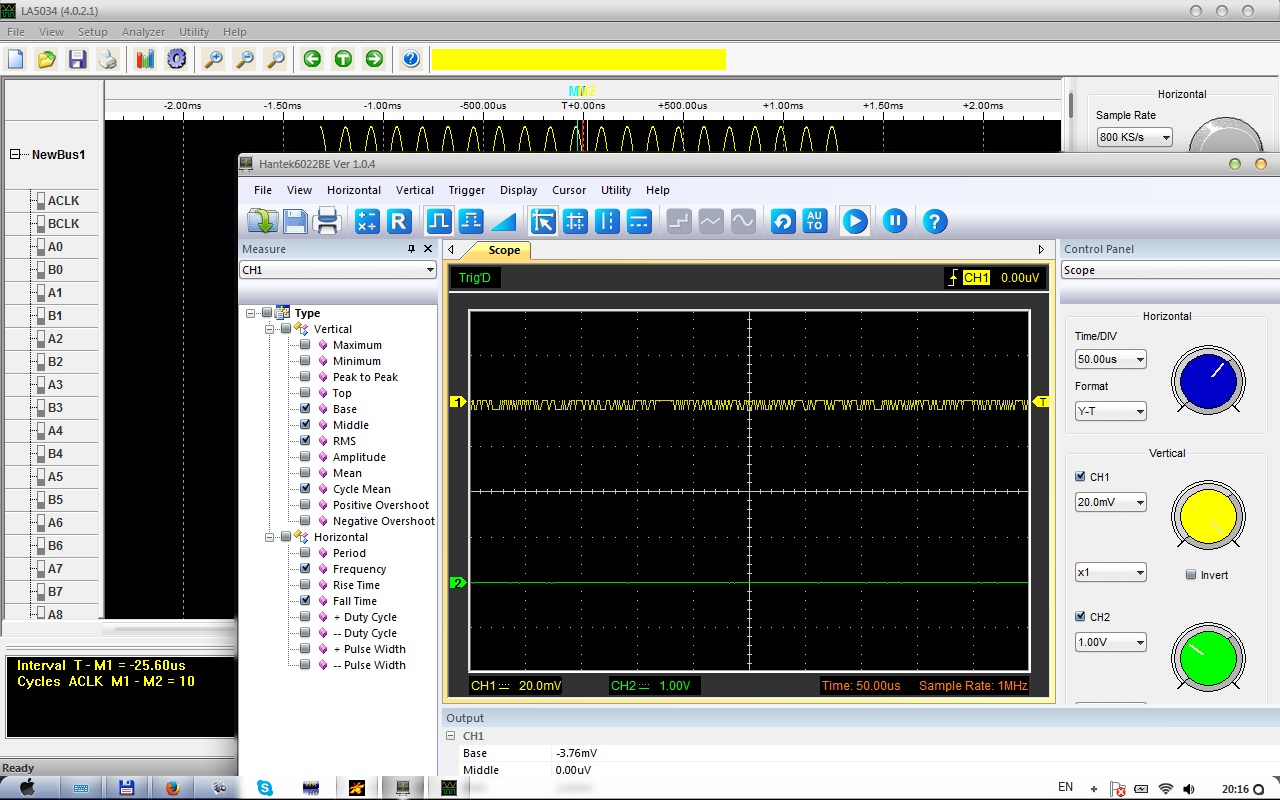 LA5034 (4.0.2.1)
File View Setup Analyzer Utility Help
-2.00ms -1.50ms -1.00ms -500.00us T+0.00ns +500.00us +1.00ms +1.50ms +2.00ms
Horizontal
Sample Rate
800 KS/s
NewBus1
ACLK
BCLK
A0
B0
A1
B1
A2
B2
A3
B3
A4
B4
A5
B5
A6
B6
A7
B7
A8
Interval T - M1 = -25.60us
Cycles ACLK M1 - M2 = 10
Ready
Hantek6022BE Ver 1.0.4
File View Horizontal Vertical Trigger Display Cursor Utility Help
R AUTO
Measure
CH1
Type
Vertical
Maximum
Minimum
Peak to Peak
Top
Base
Middle
RMS
Amplitude
Mean
Cycle Mean
Positive Overshoot
Negative Overshoot
Horizontal
Period
Frequency
Rise Time
Fall Time
+ Duty Cycle
-- Duty Cycle
+ Pulse Width
-- Pulse Width
Scope
Trig'D CH1 0.00uV
1 T
2
CH1 20.0mV CH2 1.00V Time: 50.00us Sample Rate: 1MHz
Control Panel
Scope
Horizontal
Time/DIV
50.00us
Format
Y-T
Vertical
CH1
20.0mV
x1
Invert
CH2
1.00V
Output
CH1
Base -3.76mV
Middle 0.00uV
EN 20:16